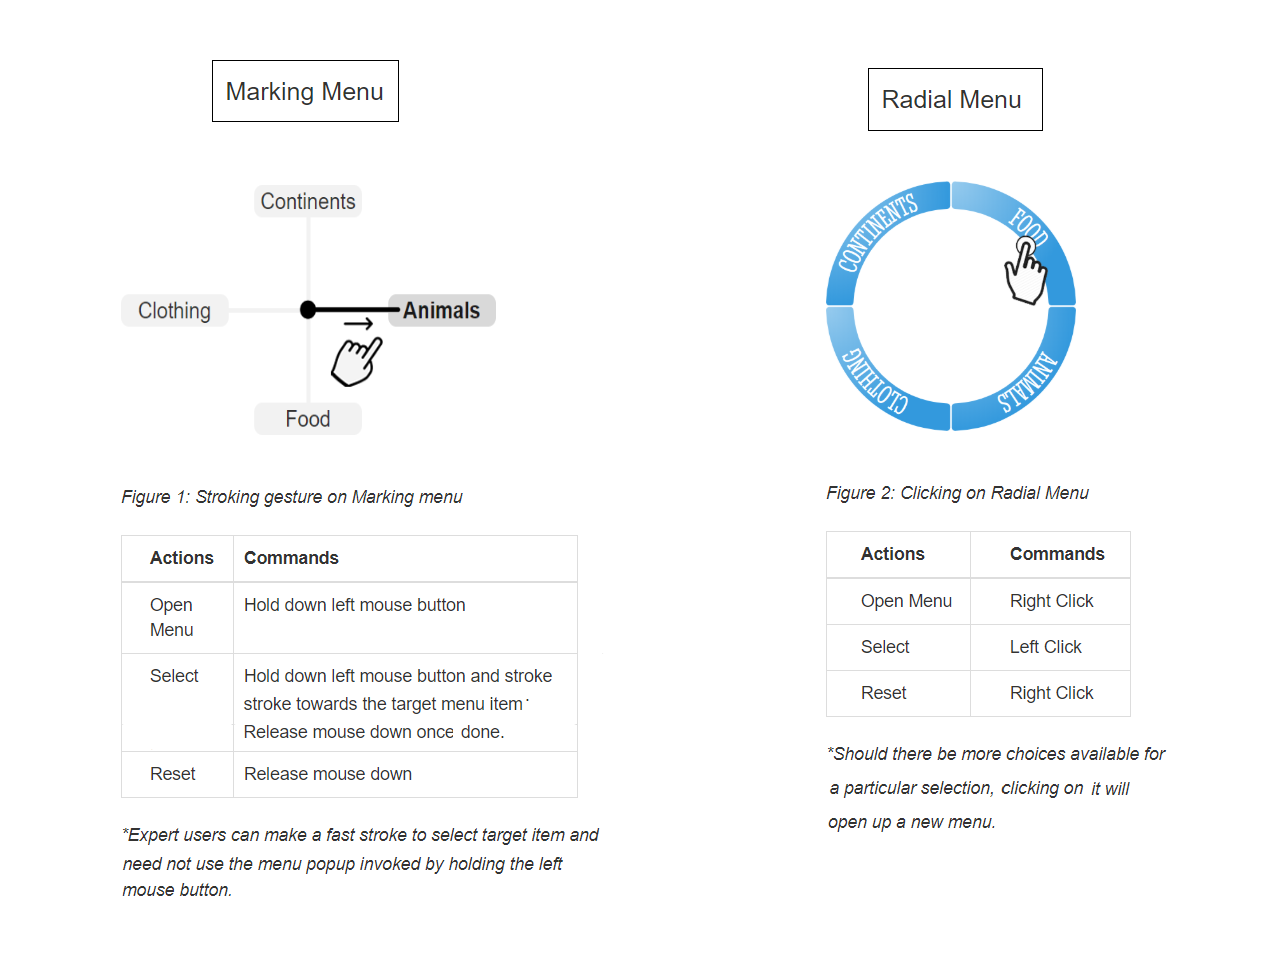 Marking Menu
Continents
Clothing
Animals
Food
Figure 1: Stroking gesture on Marking menu
Actions Commands
Open Hold down left mouse button
Menu
Select Hold down left mouse button and stroke
stroke towards the target menu item
Release mouse down once done.
Reset Release mouse down
*Expert users can make a fast stroke to select target item and
need not use the menu popup invoked by holding the left
mouse button.
Radial Menu
CONTINENTS
FOOD
CLOTHING
ANIMALS
Figure 2: Clicking on Radial Menu
Actions Commands
Open Menu Right Click
Select Left Click
Reset Right Click
*Should there be more choices available for
a particular selection, clicking on it will
open up a new menu.